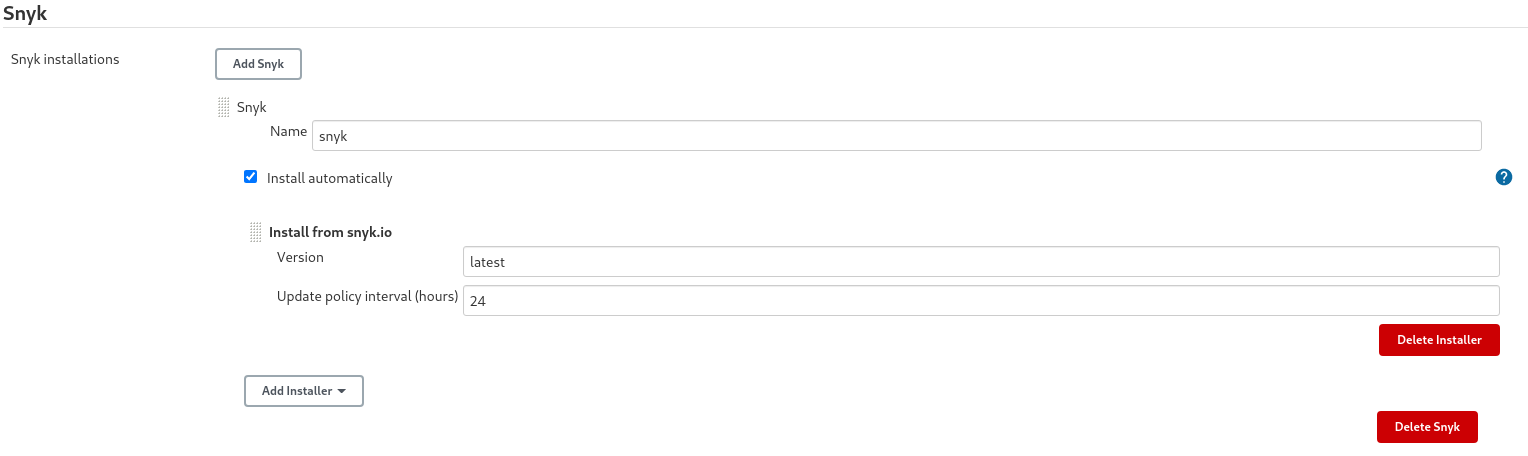 Snyk
Snyk installations
Add Snyk
Snyk
Name snyk
Install automatically
?
Install from snyk.io
Version latest
Update policy interval (hours) 24
Delete Installer
Add Installer
Delete Snyk